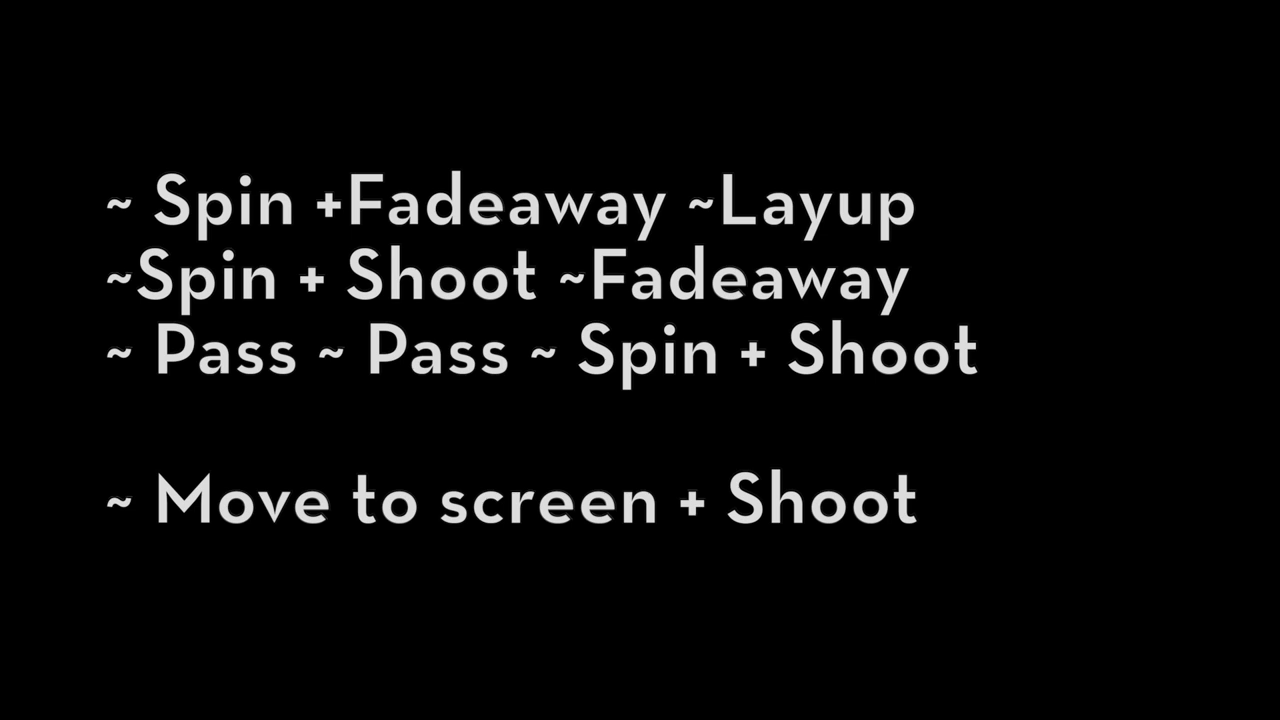 ~ Spin +Fadeaway ~Layup
~Spin + Shoot ~Fadeaway
~ Pass ~ Pass ~ Spin + Shoot
~ Move to screen + Shoot